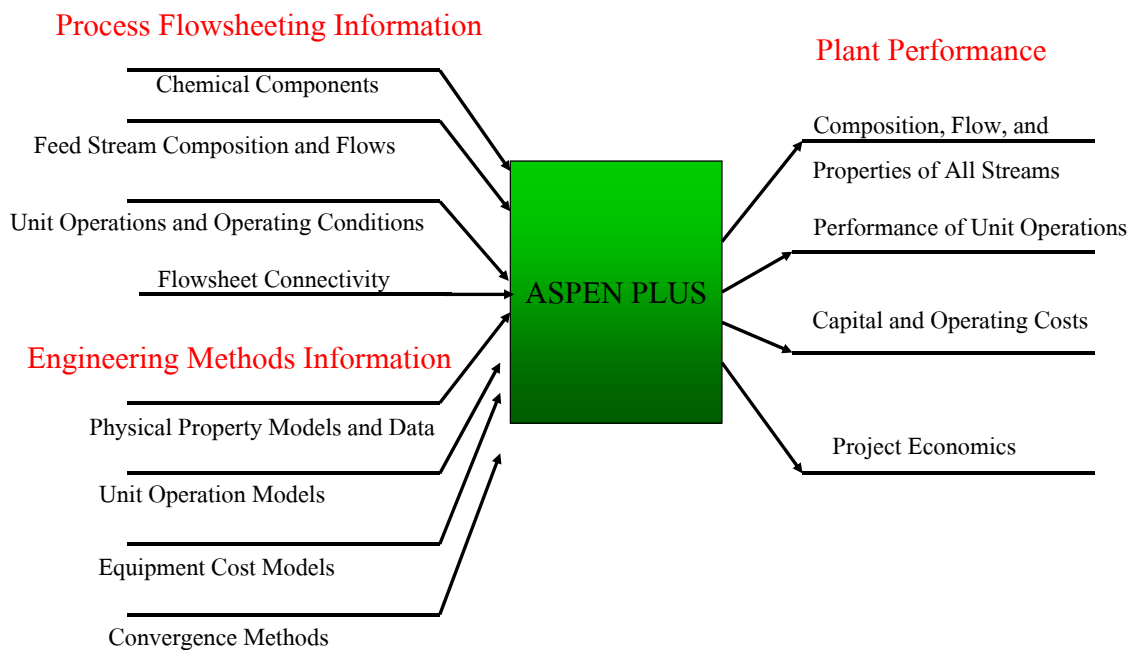 Process Flowsheeting Information
Chemical Components
Feed Stream Composition and Flows
Unit Operations and Operating Conditions
Flowsheet Connectivity
Engineering Methods Information
Physical Property Models and Data
Unit Operation Models
Equipment Cost Models
Convergence Methods
ASPEN PLUS
Plant Performance
Composition, Flow, and
Properties of All Streams
Performance of Unit Operations
Capital and Operating Costs
Project Economics